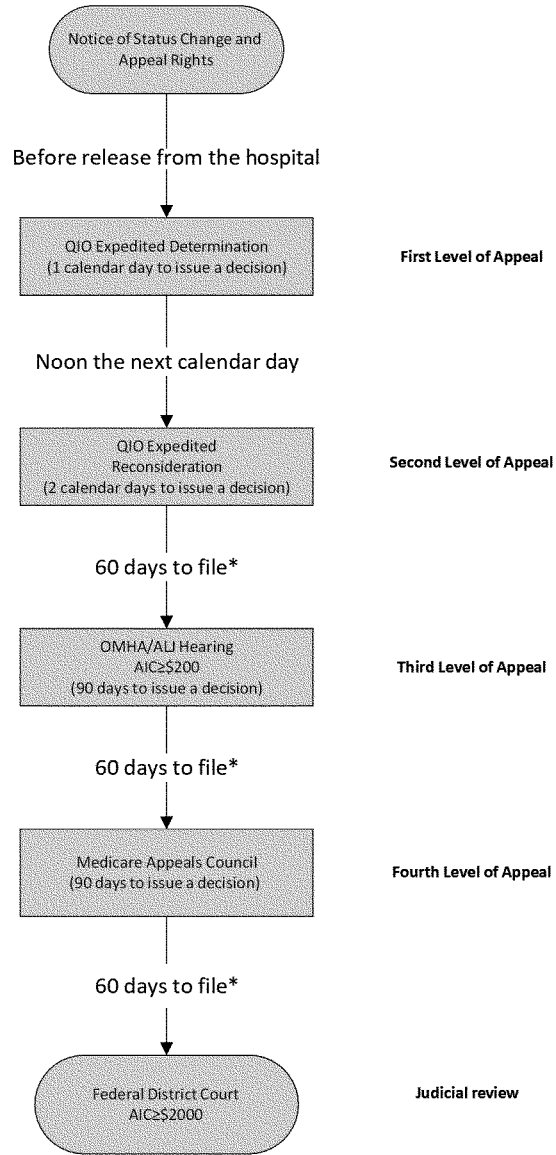 Notice of Status Change and
Appeal Rights
Before release from the hospital
QIO Expedited Determination
(1 calendar day to issue a decision)
First Level of Appeal
Noon the next calendar day
QIO Expedited
Reconsideration
(2 calendar days to issue a decision)
Second Level of Appeal
60 days to file*
OMHA/ALJ Hearing
AIC≥$200
(90 days to issue a decision)
Third Level of Appeal
60 days to file*
Medicare Appeals Council
(90 days to issue a decision)
Fourth Level of Appeal
60 days to file*
Federal District Court
AIC≥$2000
Judicial review